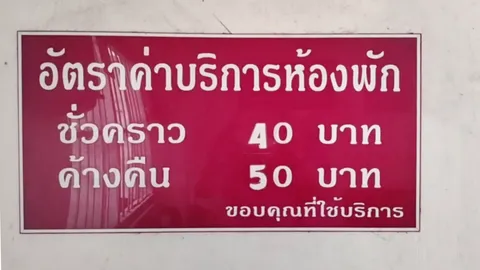 อัตราค่าบริการห้องพัก
ชั่วคราว 40 บาท
ค้างคืน 50 บาท
ขอบคุณที่ใช้บริการ